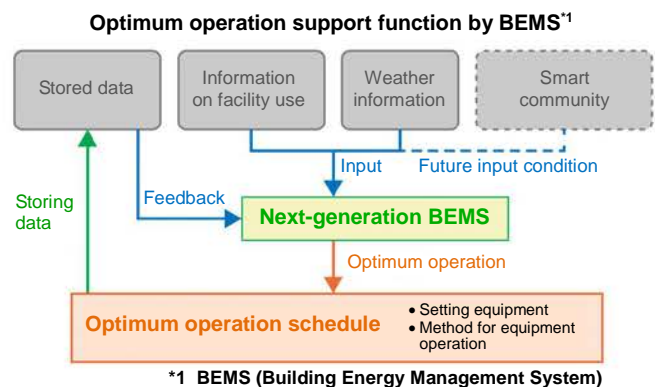 Optimum operation support function by BEMS*1
Stored data
Information
on facility use
Weather
information
Smart
community
Input
Future input condition
Storing
data
Feedback
Next-generation BEMS
Optimum operation
Optimum operation schedule
• Setting equipment
• Method for equipment
operation
*1 BEMS (Building Energy Management System)